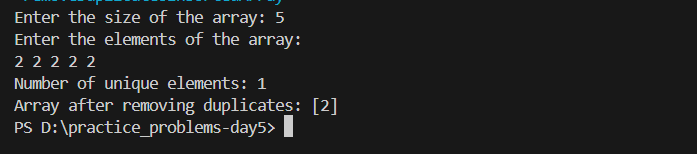 Enter the size of the array: 5
Enter the elements of the array:
2 2 2 2 2
Number of unique elements: 1
Array after removing duplicates: [2]
PS D:\practice_problems-day5>